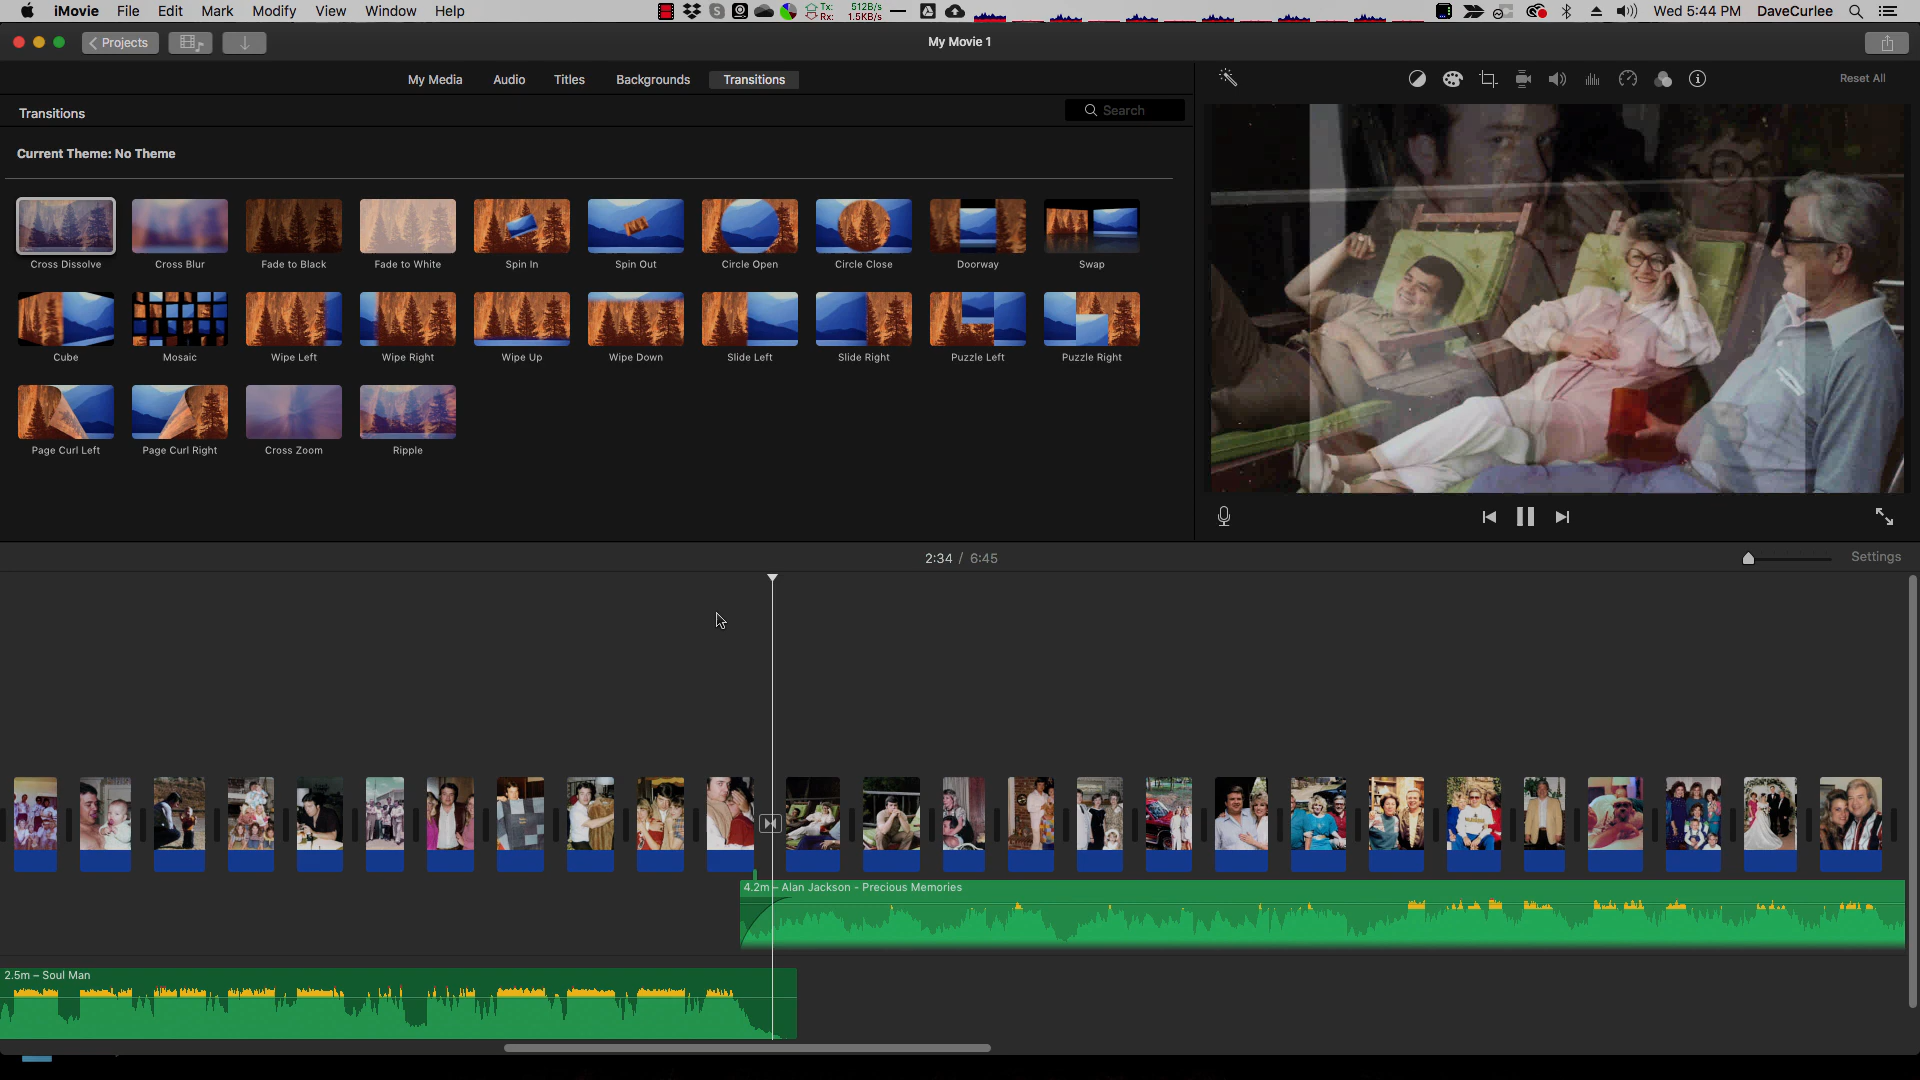 iMovie File Edit Mark Modify View Window Help
Tx: 512B/s
Rx: 1.5KB/s
Wed 5:44 PM DaveCurlee
Projects
My Movie 1
My Media Audio Titles Backgrounds Transitions
Reset All
Transitions
Search
Current Theme: No Theme
Cross Dissolve Cross Blur Fade to Black Fade to White Spin In Spin Out Circle Open Circle Close Doorway Swap
Cube Mosaic Wipe Left Wipe Right Wipe Up Wipe Down Slide Left Slide Right Puzzle Left Puzzle Right
Page Curl Left Page Curl Right Cross Zoom Ripple
2:34 / 6:45
Settings
4.2m – Alan Jackson - Precious Memories
2.5m – Soul Man